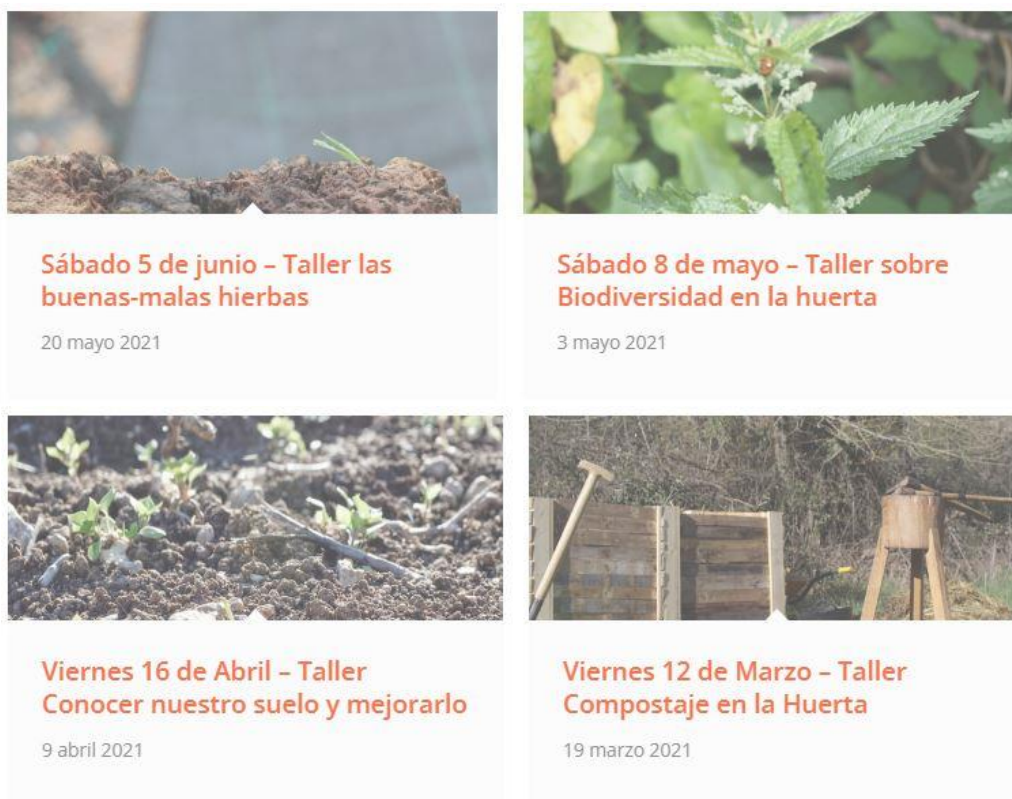 Sábado 5 de junio – Taller las
buenas-malas hierbas
20 mayo 2021
Sábado 8 de mayo – Taller sobre
Biodiversidad en la huerta
3 mayo 2021
Viernes 16 de Abril – Taller
Conocer nuestro suelo y mejorarlo
9 abril 2021
Viernes 12 de Marzo – Taller
Compostaje en la Huerta
19 marzo 2021